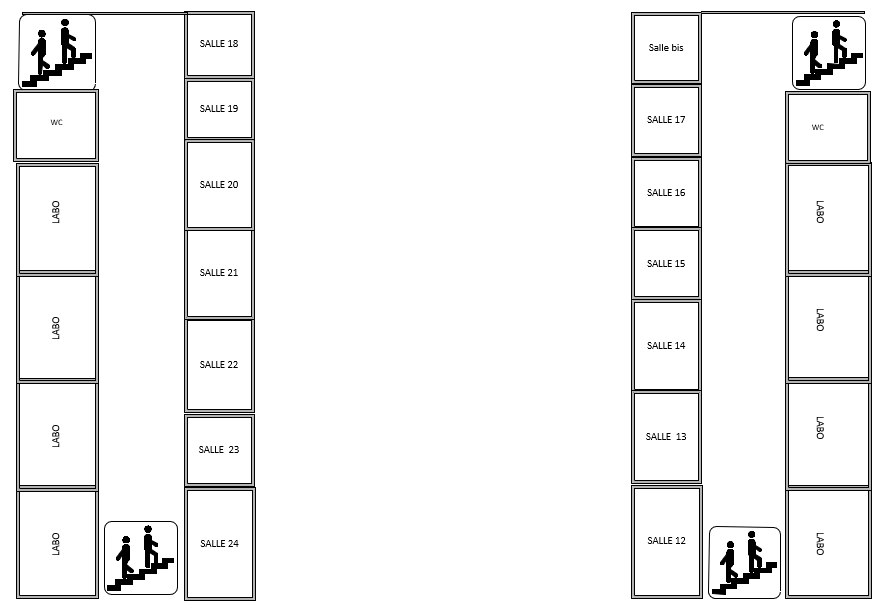 SALLE 18
WC
SALLE 19
SALLE 20
LABO
SALLE 21
LABO
SALLE 22
LABO
SALLE 23
LABO
SALLE 24
Salle bis
WC
SALLE 17
SALLE 16
LABO
SALLE 15
LABO
SALLE 14
LABO
SALLE 13
LABO
SALLE 12